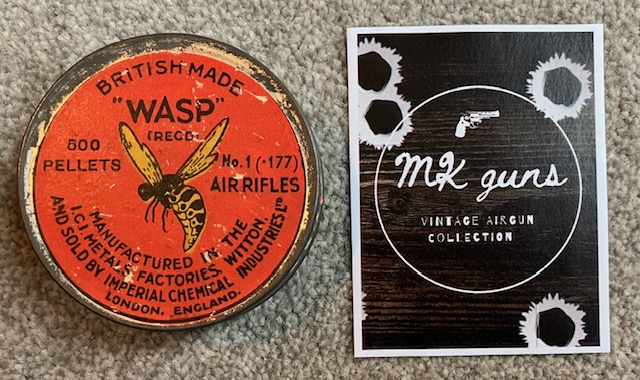 BRITISH MADE
"WASP"
(REGD)
500
PELLETS
No. 1 (·177)
AIR RIFLES
MANUFACTURED IN THE
I.C.I METALS FACTORIES, WITTON,
AND SOLD BY IMPERIAL CHEMICAL INDUSTRIES LTD
LONDON, ENGLAND.
MK guns
VINTAGE AIRGUN
COLLECTION